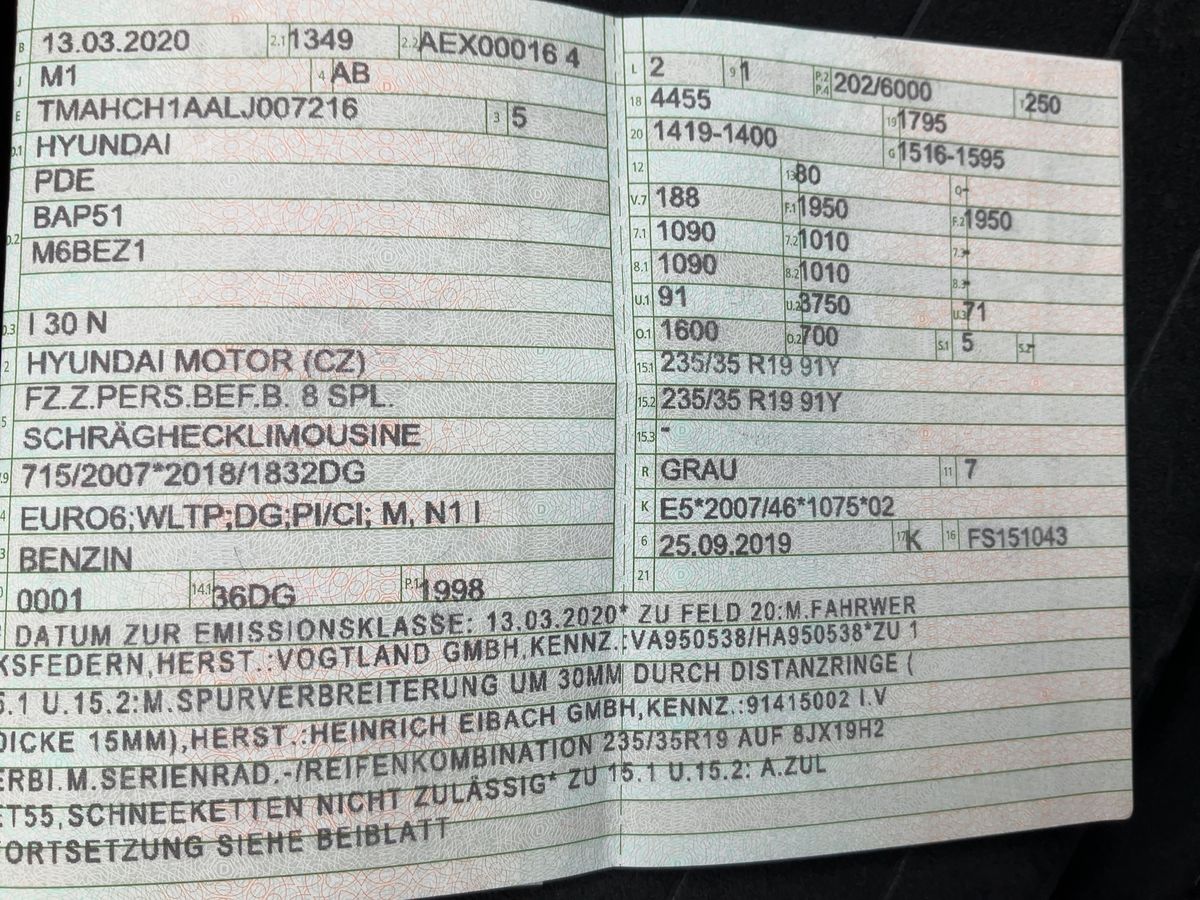 B 13.03.2020 2.1 1349 2.2 AEX00016 4
J M1 4 AB
E TMAHCH1AALJ007216 3 5
D.1 HYUNDAI
PDE
BAP51
D.2 M6BEZ1
D.3 I 30 N
2 HYUNDAI MOTOR (CZ)
FZ.Z.PERS.BEF.B. 8 SPL.
5 SCHRÄGHECKLIMOUSINE
V.9 715/2007*2018/1832DG
14 EURO6;WLTP;DG;PI/CI; M, N1 I
P.3 BENZIN
10 0001 14.1 36DG P.1 1998
L 2 9 1 P.2 P.4 202/6000 T 250
18 4455 19 1795
20 1419-1400 G 1516-1595
12 13 80 Q -
V.7 188 F.1 1950 F.2 1950
7.1 1090 7.2 1010 7.3 -
8.1 1090 8.2 1010 8.3 -
U.1 91 U.2 3750 U.3 71
O.1 1600 O.2 700 S.1 5 S.2 -
15.1 235/35 R19 91Y
15.2 235/35 R19 91Y
15.3 -
R GRAU 11 7
K E5*2007/46*1075*02
6 25.09.2019 17 K 16 FS151043
21
DATUM ZUR EMISSIONSKLASSE: 13.03.2020* ZU FELD 20:M.FAHRWER
KSFEDERN,HERST.:VOGTLAND GMBH,KENNZ.:VA950538/HA950538*ZU 1
5.1 U.15.2:M.SPURVERBREITERUNG UM 30MM DURCH DISTANZRINGE (
DICKE 15MM),HERST.:HEINRICH EIBACH GMBH,KENNZ.:91415002 I.V
ERBI.M.SERIENRAD.-/REIFENKOMBINATION 235/35R19 AUF 8JX19H2
ET55,SCHNEEKETTEN NICHT ZULÄSSIG* ZU 15.1 U.15.2: A.ZUL
FORTSETZUNG SIEHE BEIBLATT